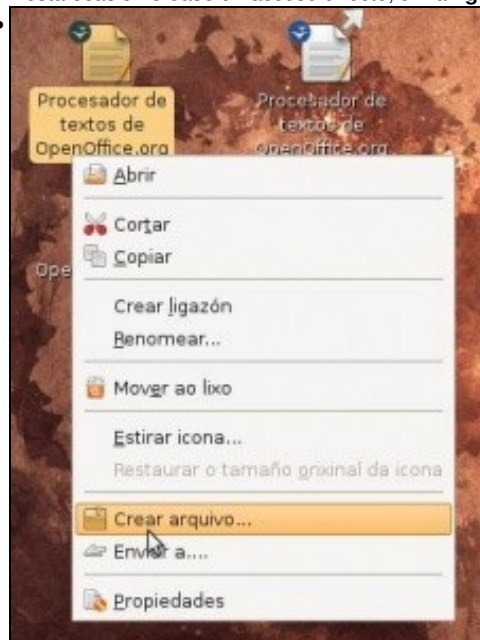 Procesador de
textos de
OpenOffice.org
Procesador de
textos de
OpenOffice.org
Abrir
Cortar
Copiar
Crear ligazón
Renomear...
Mover ao lixo
Estirar icona...
Restaurar o tamaño orixinal da icona
Crear arquivo...
Enviar a....
Propiedades